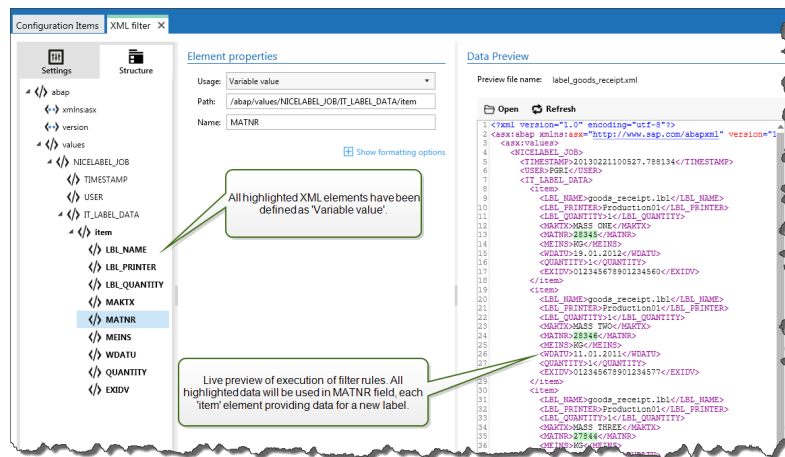 Configuration Items
XML filter
Settings
Structure
abap
xmlns:asx
version
values
NICELABEL_JOB
TIMESTAMP
USER
IT_LABEL_DATA
item
LBL_NAME
LBL_PRINTER
LBL_QUANTITY
MAKTX
MATNR
MEINS
WDATU
QUANTITY
EXIDV
Element properties
Usage: Variable value
Path: /abap/values/NICELABEL_JOB/IT_LABEL_DATA/item
Name: MATNR
Show formatting options
All highlighted XML elements have been
defined as 'Variable value'.
Live preview of execution of filter rules. All
highlighted data will be used in MATNR field, each
'item' element providing data for a new label.
Data Preview
Preview file name: label_goods_receipt.xml
Open Refresh
1 <?xml version="1.0" encoding="utf-8"?>
2 <asx:abap xmlns:asx="http://www.sap.com/abapxml" version="1
3 <asx:values>
4 <NICELABEL_JOB>
5 <TIMESTAMP>20130221100527.788134</TIMESTAMP>
6 <USER>PGRI</USER>
7 <IT_LABEL_DATA>
8 <item>
9 <LBL_NAME>goods_receipt.lbl</LBL_NAME>
10 <LBL_PRINTER>Production01</LBL_PRINTER>
11 <LBL_QUANTITY>1</LBL_QUANTITY>
12 <MAKTX>MASS ONE</MAKTX>
13 <MATNR>28345</MATNR>
14 <MEINS>KG</MEINS>
15 <WDATU>19.01.2012</WDATU>
16 <QUANTITY>1</QUANTITY>
17 <EXIDV>012345678901234560</EXIDV>
18 </item>
19 <item>
20 <LBL_NAME>goods_receipt.lbl</LBL_NAME>
21 <LBL_PRINTER>Production01</LBL_PRINTER>
22 <LBL_QUANTITY>1</LBL_QUANTITY>
23 <MAKTX>MASS TWO</MAKTX>
24 <MATNR>28346</MATNR>
25 <MEINS>KG</MEINS>
26 <WDATU>11.01.2011</WDATU>
27 <QUANTITY>1</QUANTITY>
28 <EXIDV>012345678901234577</EXIDV>
29 </item>
30 <item>
31 <LBL_NAME>goods_receipt.lbl</LBL_NAME>
32 <LBL_PRINTER>Production01</LBL_PRINTER>
33 <LBL_QUANTITY>1</LBL_QUANTITY>
34 <MAKTX>MASS THREE</MAKTX>
35 <MATNR>27844</MATNR>
36 <MEINS>KG</MEINS>